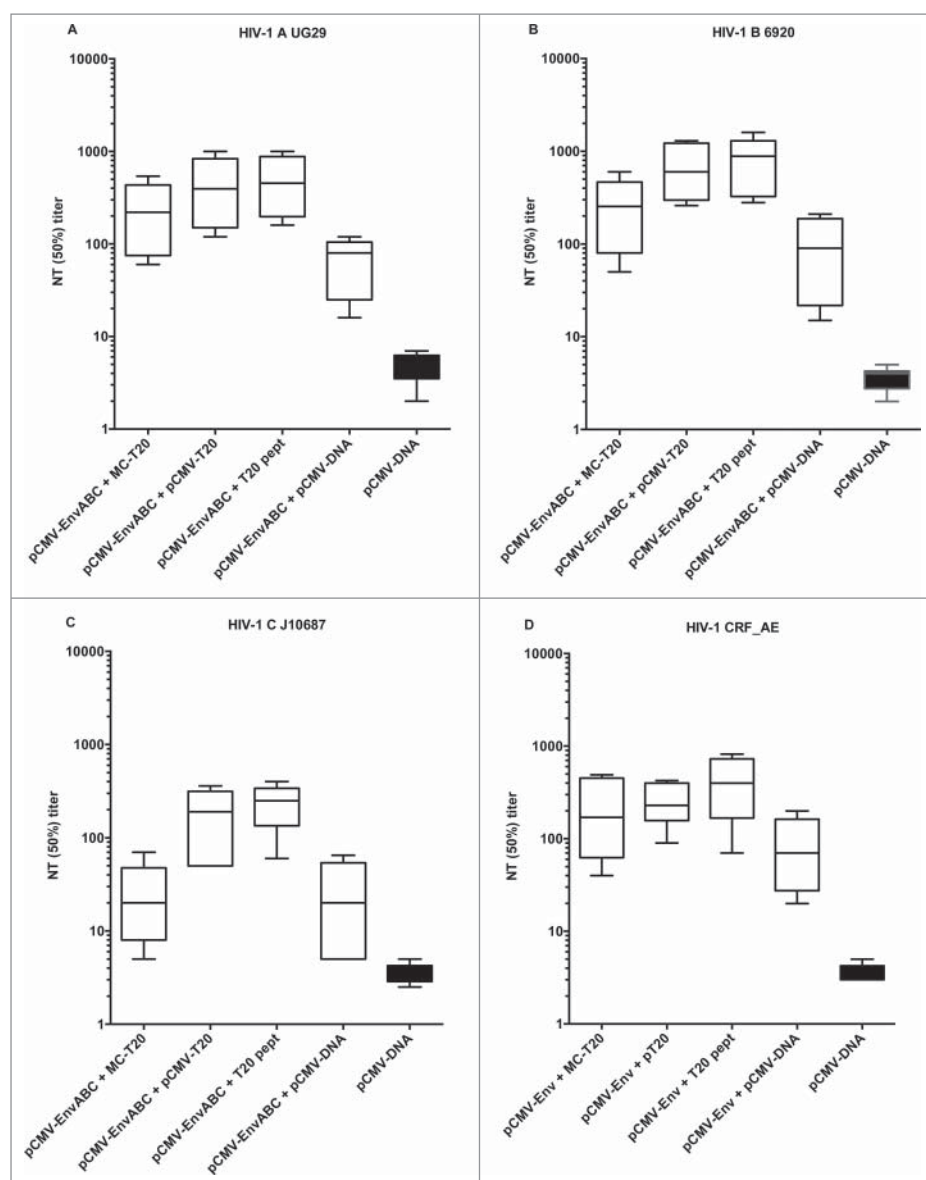 A
HIV-1 A UG29
10000
1000
100
10
1
NT (50%) titer
pCMV-EnvABC + MC-T20
pCMV-EnvABC + pCMV-T20
pCMV-EnvABC + T20 pept
pCMV-EnvABC + pCMV-DNA
pCMV-DNA
B
HIV-1 B 6920
10000
1000
100
10
1
NT (50%) titer
pCMV-EnvABC + MC-T20
pCMV-EnvABC + pCMV-T20
pCMV-EnvABC + T20 pept
pCMV-EnvABC + pCMV-DNA
pCMV-DNA
C
HIV-1 C J10687
10000
1000
100
10
1
NT (50%) titer
pCMV-EnvABC + MC-T20
pCMV-EnvABC + pCMV-T20
pCMV-EnvABC + T20 pept
pCMV-EnvABC + pCMV-DNA
pCMV-DNA
D
HIV-1 CRF_AE
10000
1000
100
10
1
NT (50%) titer
pCMV-Env + MC-T20
pCMV-Env + pT20
pCMV-Env + T20 pept
pCMV-Env + pCMV-DNA
pCMV-DNA